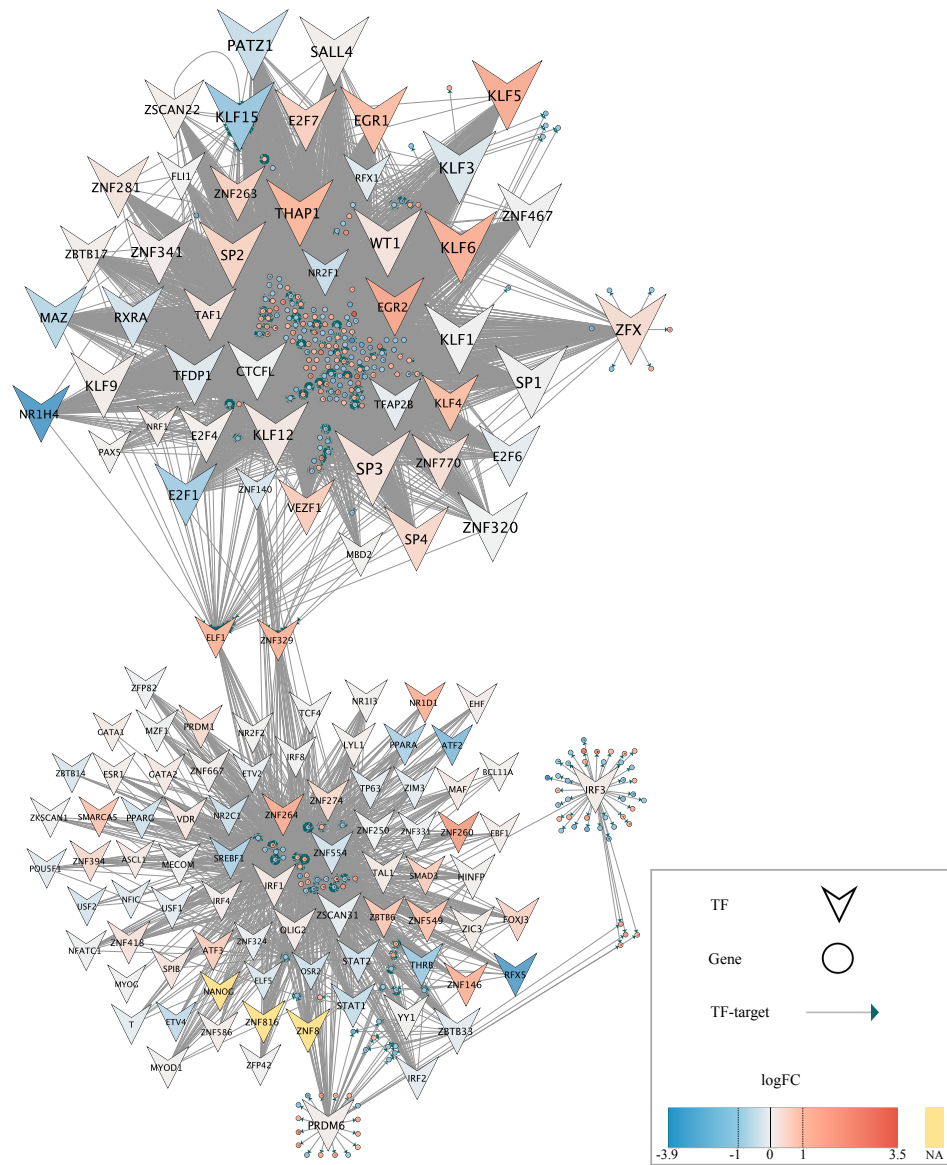 PATZ1
SALL4
ZSCAN22
KLF15
E2F7
EGR1
KLF5
FLI1
RFX1
KLF3
ZNF281
ZNF263
THAP1
ZNF467
ZBTB17
ZNF341
SP2
WT1
KLF6
NR2F1
MAZ
RXRA
TAF1
EGR2
ZFX
KLF1
KLF9
TFDP1
CTCFL
SP1
NR1H4
TFAP2B
KLF4
NRF1
E2F4
KLF12
PAX5
SP3
ZNF770
E2F6
E2F1
ZNF140
VEZF1
ZNF320
SP4
MBD2
ELF1
ZNF329
ZFP82
TCF4
NR1I3
NR1D1
EHF
GATA1
MZF1
PRDM1
NR2F2
LYL1
PPARA
ATF2
IRF8
ZBTB14
ESR1
GATA2
ZNF667
ETV2
TP63
ZIM3
MAF
BCL11A
IRF3
ZNF274
ZKSCAN1
SMARCA5
PPARG
VDR
NR2C1
ZNF264
ZNF250
ZNF331
ZNF260
EBF1
POU5F1
ZNF394
ASCL1
MECOM
SREBF1
ZNF554
TAL1
SMAD3
HINFP
IRF1
USF2
NFIC
USF1
IRF4
ZSCAN31
ZBTB6
ZNF549
ZIC3
FOXJ3
OLIG2
NFATC1
ZNF418
ATF3
ZNF324
STAT2
THRB
SPIB
MYOG
ELF5
OSR2
ZNF146
RFX5
NANOG
STAT1
YY1
T
ETV4
ZNF586
ZNF816
ZNF8
ZBTB33
MYOD1
ZFP42
IRF2
PRDM6
TF
Gene
TF-target
logFC
-3.9 -1 0 1 3.5 NA